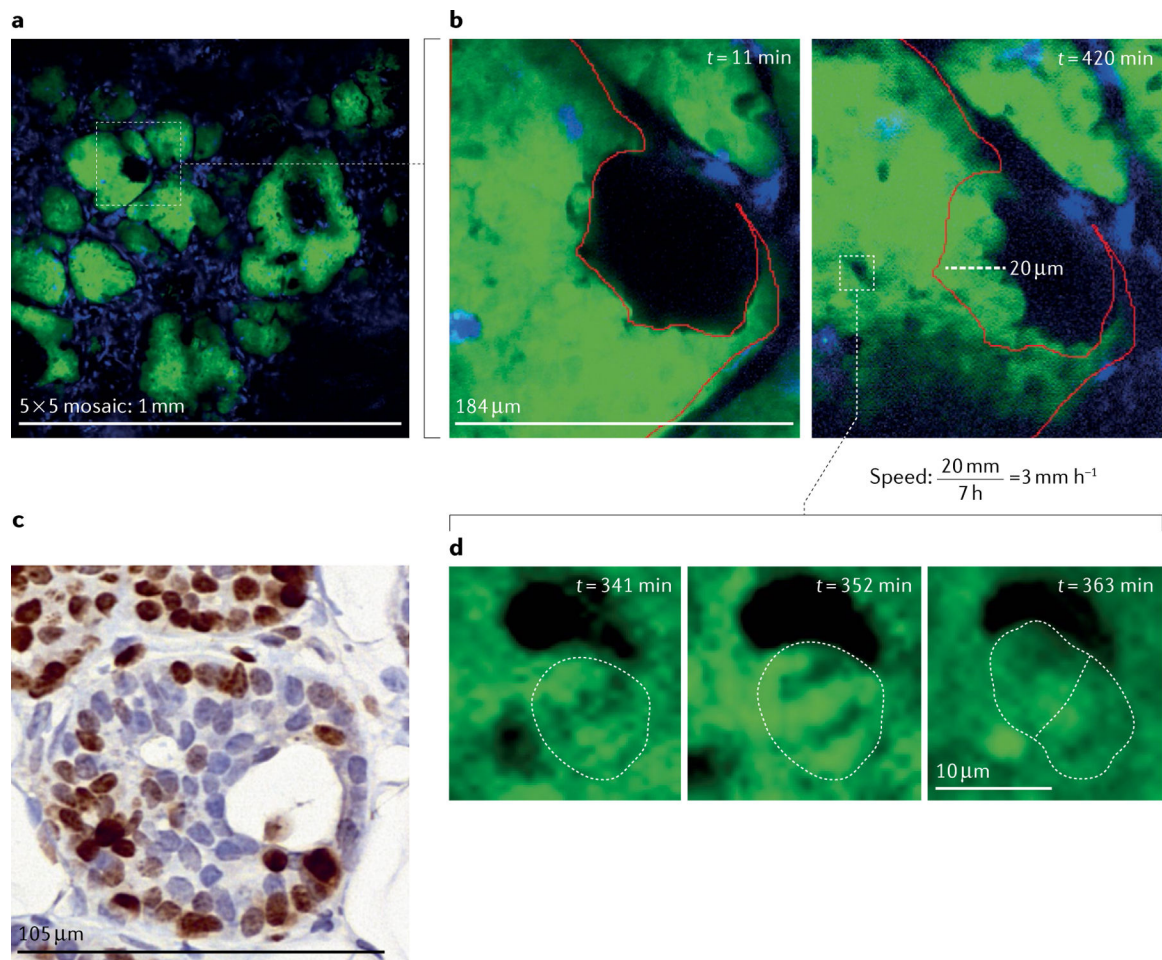 a
5×5 mosaic: 1 mm
b
t = 11 min
184 μm
t = 420 min
20 μm
Speed: 20 mm / 7 h = 3 mm h⁻¹
c
105 μm
d
t = 341 min
t = 352 min
t = 363 min
10 μm